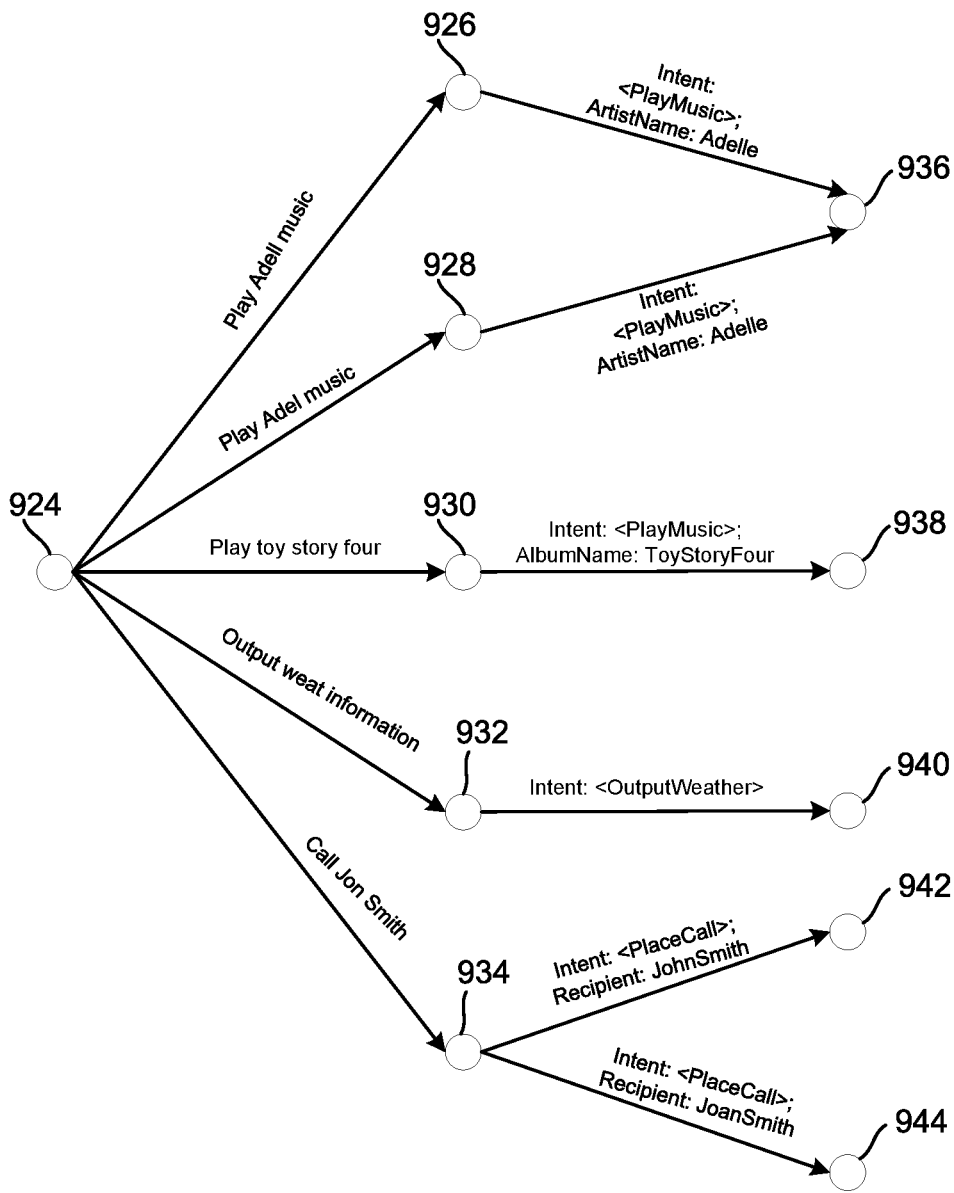 926
Intent:
<PlayMusic>;
ArtistName: Adelle
936
Play Adell music
928
Intent:
<PlayMusic>;
ArtistName: Adelle
Play Adel music
924
930
Play toy story four
Intent: <PlayMusic>;
AlbumName: ToyStoryFour
938
Output weat information
932
Intent: <OutputWeather>
940
Call Jon Smith
934
Intent: <PlaceCall>;
Recipient: JohnSmith
942
Intent: <PlaceCall>;
Recipient: JoanSmith
944